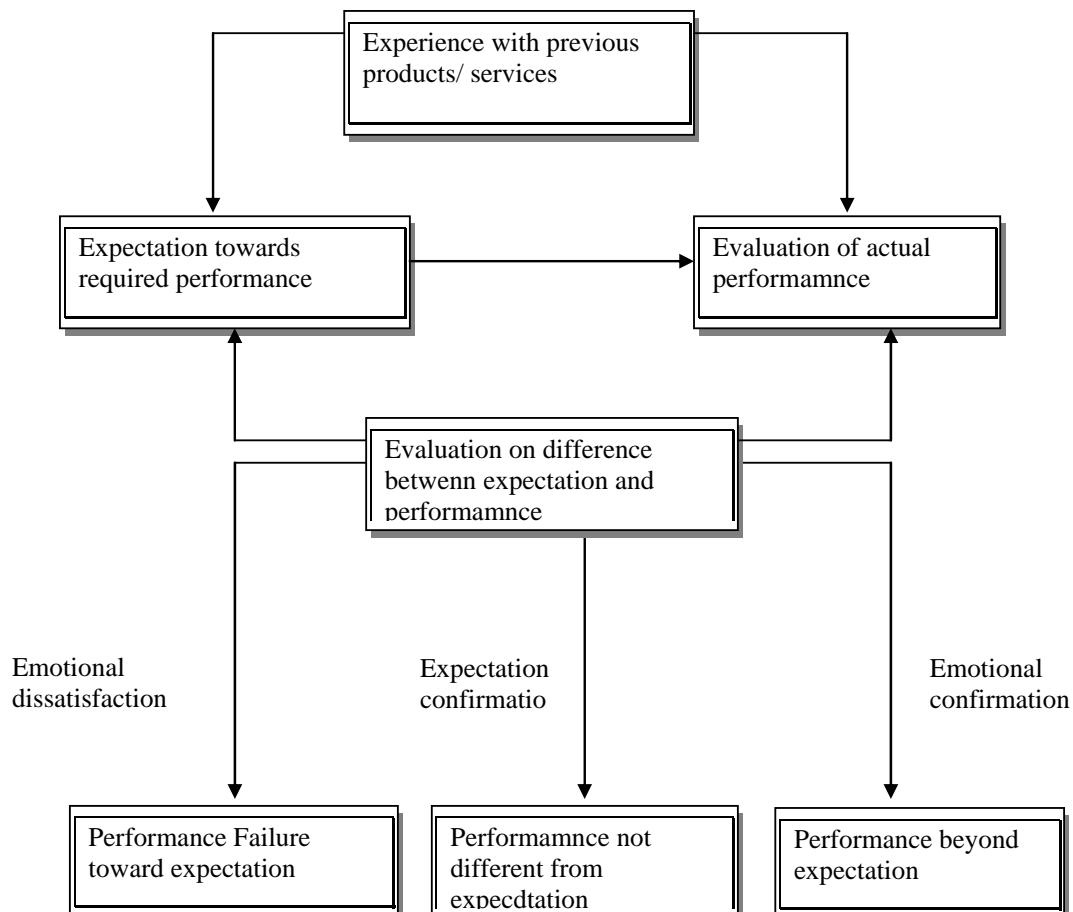 Experience with previous
products/ services
Expectation towards
required performance
Evaluation of actual
performamnce
Evaluation on difference
betwenn expectation and
performamnce
Emotional
dissatisfaction
Expectation
confirmatio
Emotional
confirmation
Performance Failure
toward expectation
Performamnce not
different from
expecdtation
Performance beyond
expectation